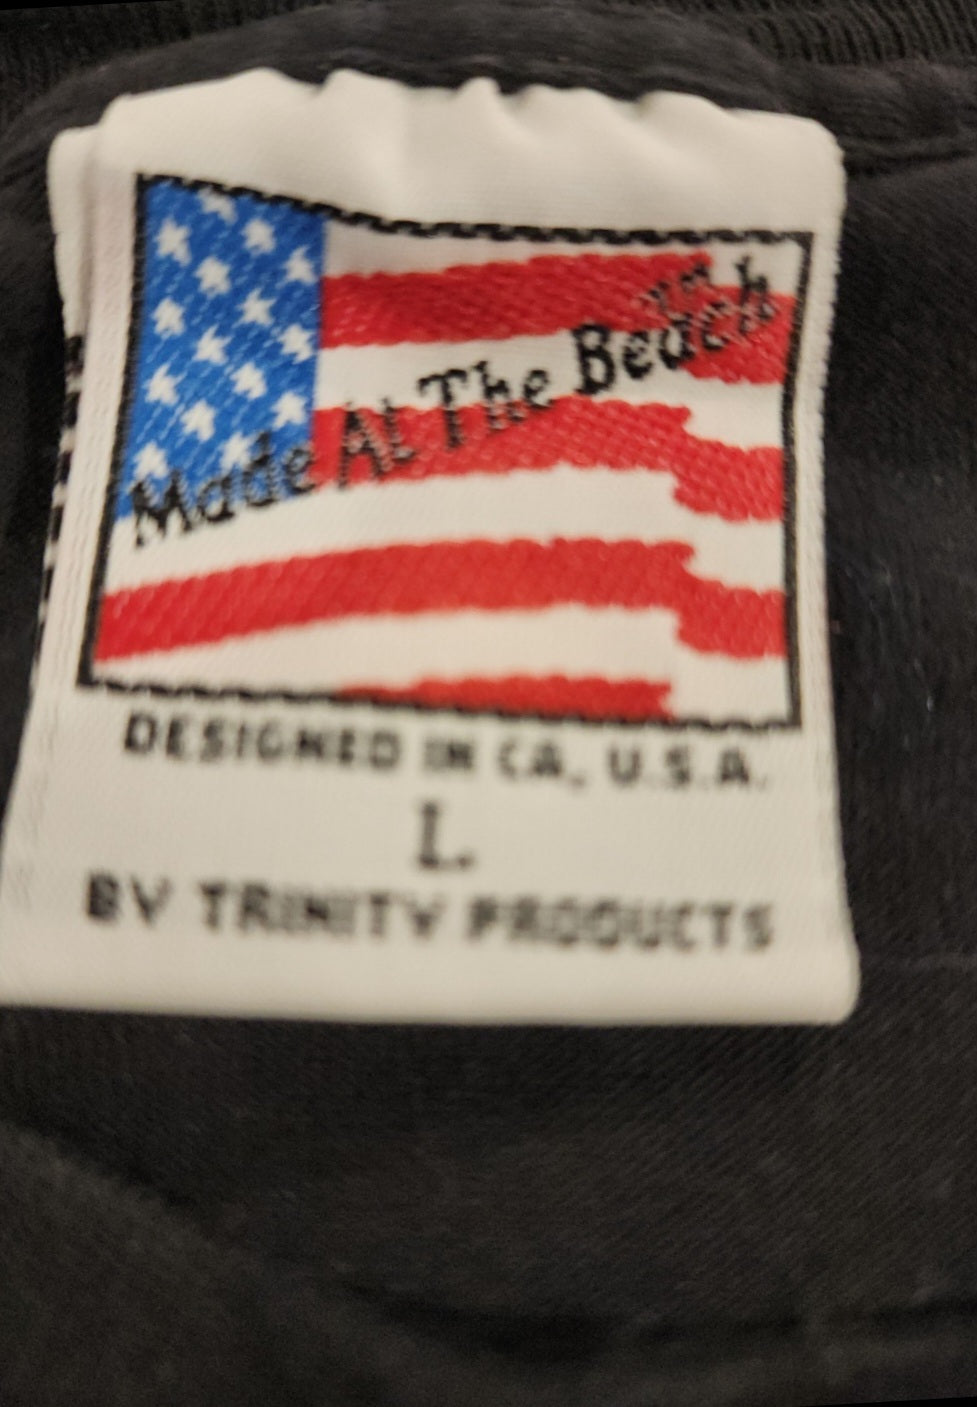 Made At The Beach
DESIGNED IN CA, U.S.A.
L
BY TRINITY PRODUCTS